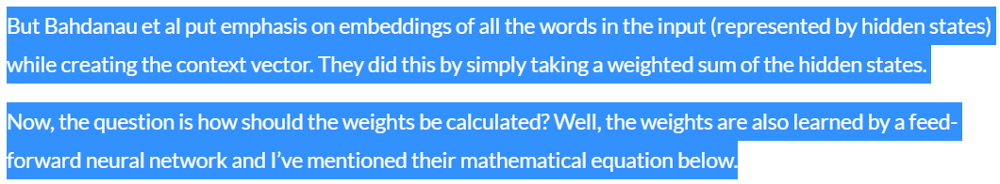 But Bahdanau et al put emphasis on embeddings of all the words in the input (represented by hidden states)
while creating the context vector. They did this by simply taking a weighted sum of the hidden states.
Now, the question is how should the weights be calculated? Well, the weights are also learned by a feed-
forward neural network and I’ve mentioned their mathematical equation below.